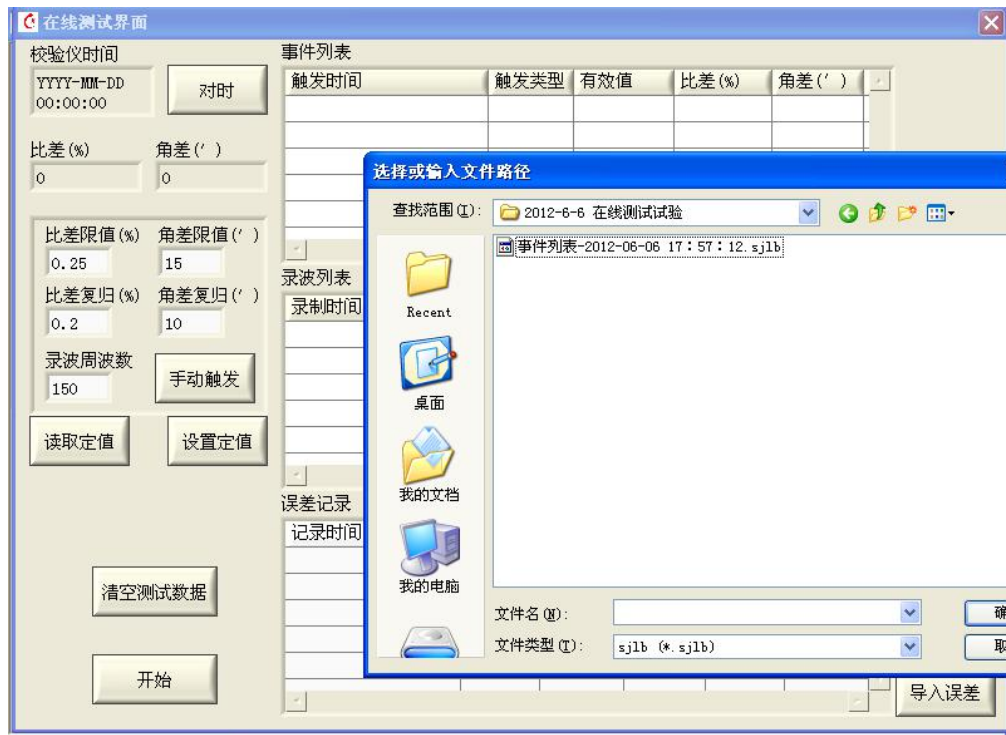 在线测试界面
校验仪时间
YYYY-MM-DD
00:00:00
对时
比差(%)
角差(′ )
0
0
比差限值(%)
角差限值(′ )
0.25
15
比差复归(%)
角差复归(′ )
0.2
10
录波周波数
150
手动触发
读取定值
设置定值
清空测试数据
开始
事件列表
触发时间
触发类型
有效值
比差(%)
角差(′ )
录波列表
录制时间
误差记录
记录时间
导入误差
选择或输入文件路径
查找范围(I):
2012-6-6 在线测试试验
事件列表-2012-06-06 17：57：12.sjlb
Recent
桌面
我的文档
我的电脑
文件名(N):
文件类型(T):
sjlb (*.sjlb)